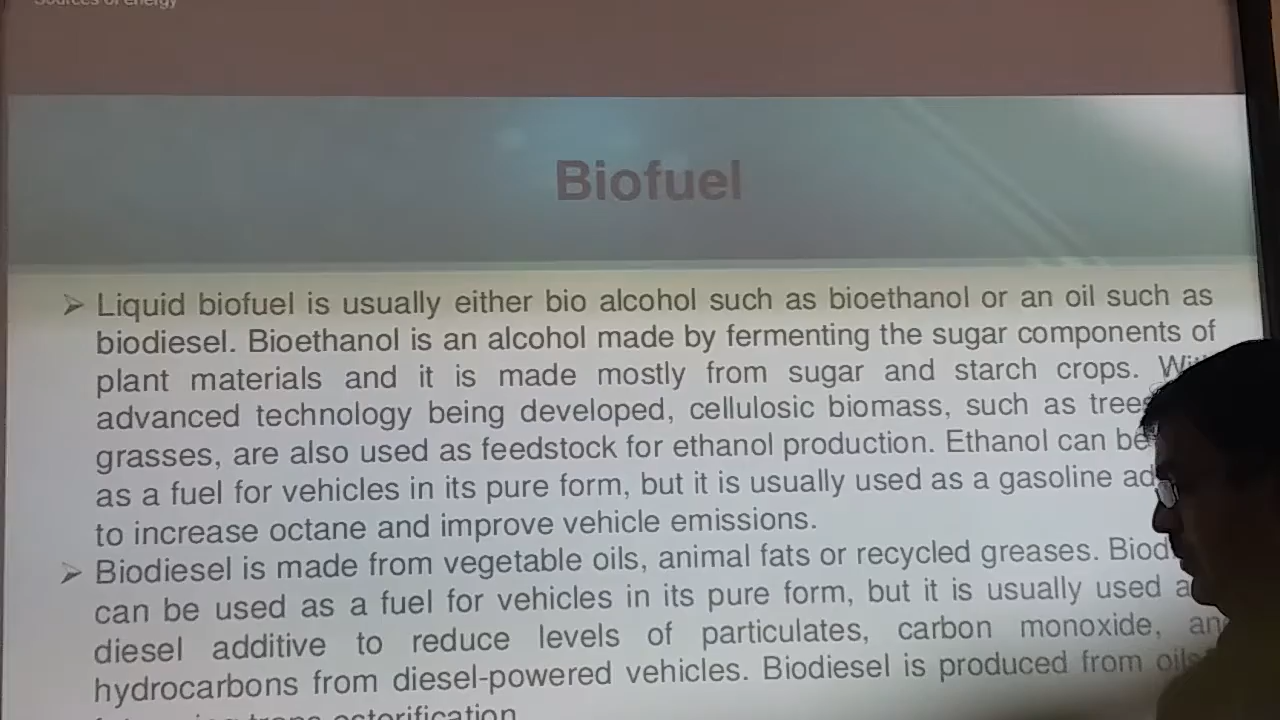 Sources of energy
Biofuel
➢ Liquid biofuel is usually either bio alcohol such as bioethanol or an oil such as
biodiesel. Bioethanol is an alcohol made by fermenting the sugar components of
plant materials and it is made mostly from sugar and starch crops.
advanced technology being developed, cellulosic biomass, such as
grasses, are also used as feedstock for ethanol production. Ethanol can be
as a fuel for vehicles in its pure form, but it is usually used as a gasoline
to increase octane and improve vehicle emissions.
➢ Biodiesel is made from vegetable oils, animal fats or recycled greases.
can be used as a fuel for vehicles in its pure form, but it is usually used
diesel additive to reduce levels of particulates, carbon monoxide,
hydrocarbons from diesel-powered vehicles. Biodiesel is produced from